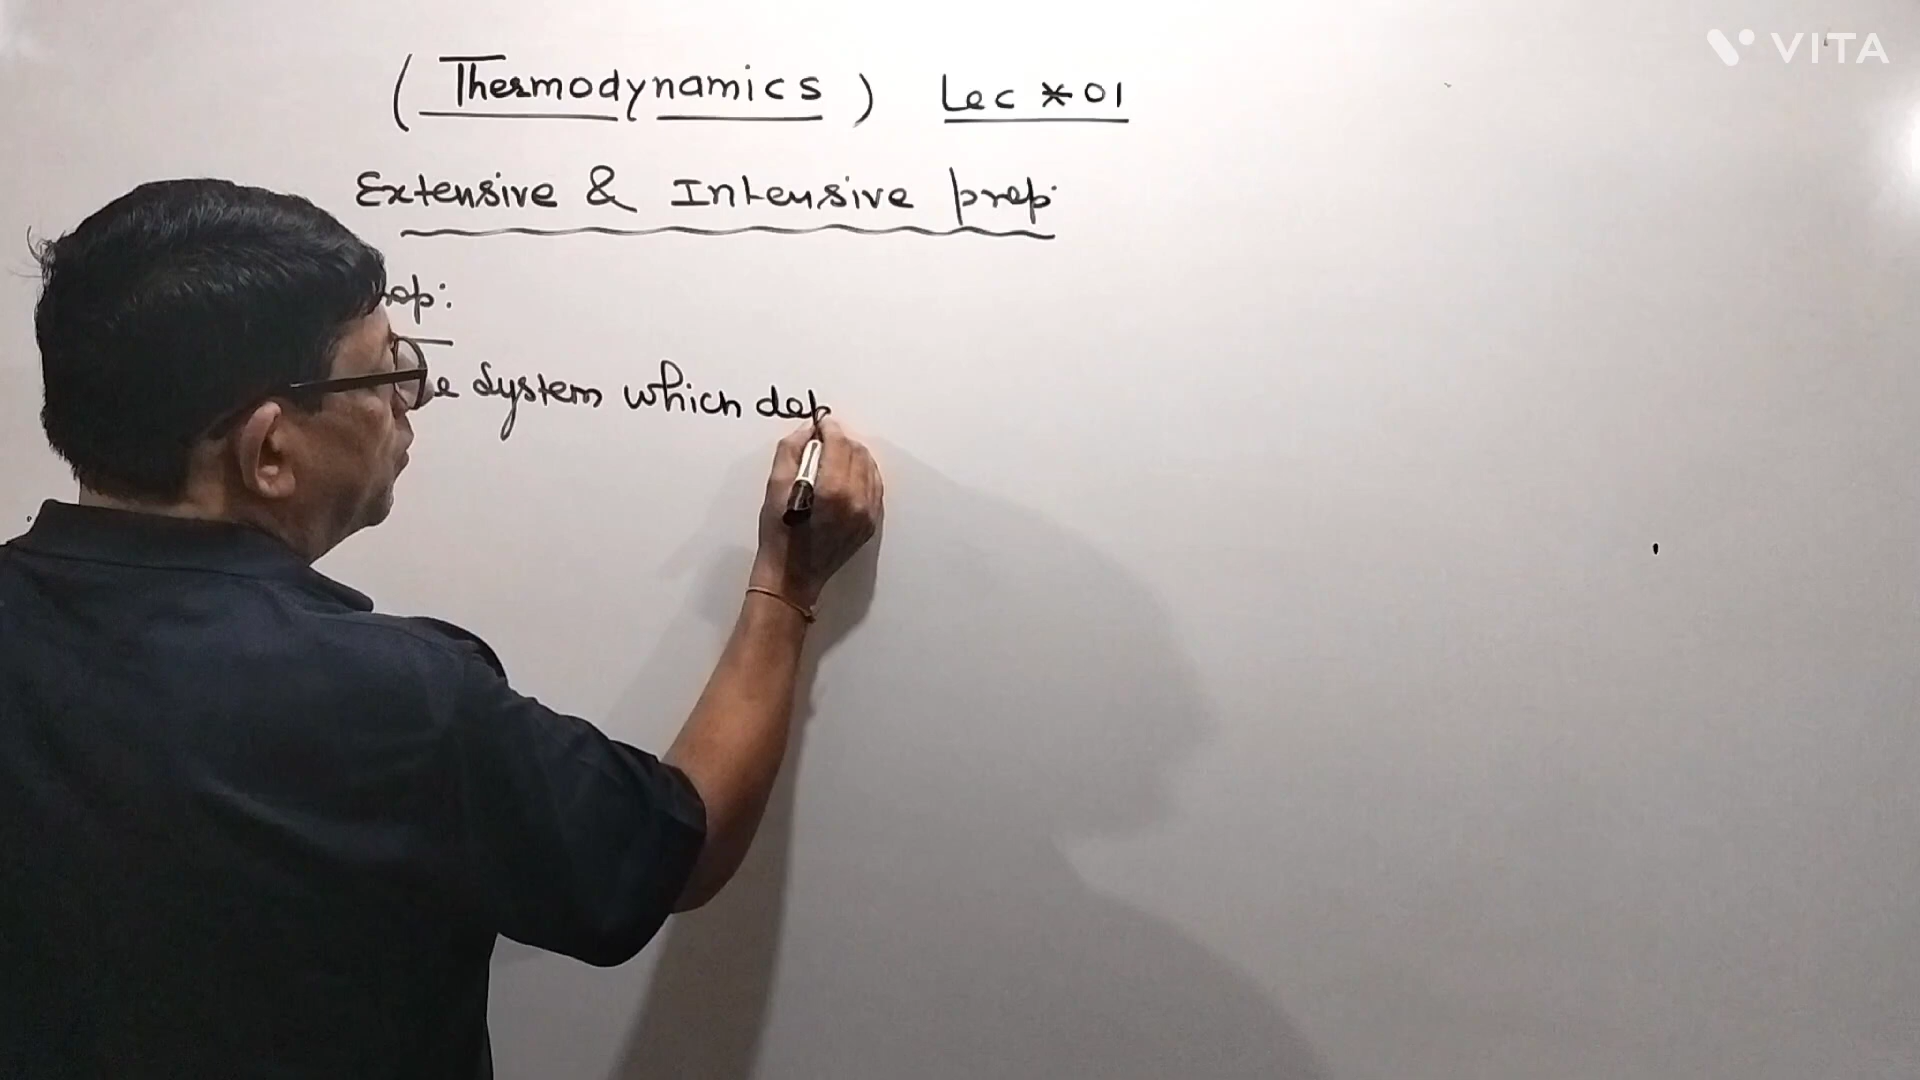 VITA
(Thermodynamics) Lec * 01
Extensive & Intensive prop.
System which dep